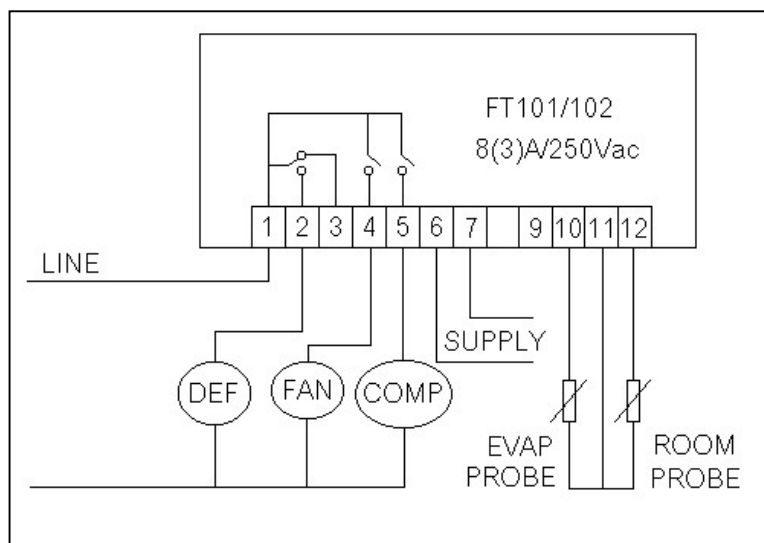 FT101/102
8(3)A/250Vac
1 2 3 4 5 6 7 9 10 11 12
LINE
SUPPLY
DEF FAN COMP
EVAP PROBE
ROOM PROBE